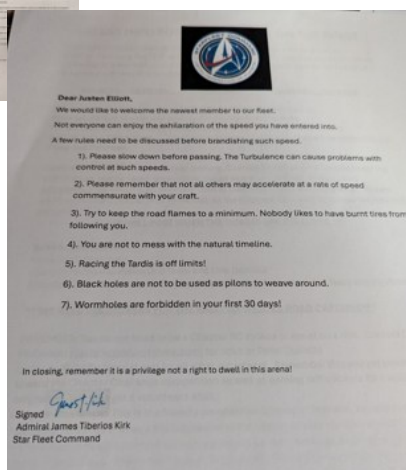 Dear Justen Elliott,
We would like to welcome the newest member to our fleet.
Not everyone can enjoy the exhilaration of the speed you have entered into.
A few rules need to be discussed before brandishing such speed.
1). Please slow down before passing. The Turbulence can cause problems with
control at such speeds.
2). Please remember that not all others may accelerate at a rate of speed
commensurate with your craft.
3). Try to keep the road flames to a minimum. Nobody likes to have burnt tires from
following you.
4). You are not to mess with the natural timeline.
5). Racing the Tardis is off limits!
6). Black holes are not to be used as pilons to weave around.
7). Wormholes are forbidden in your first 30 days!
In closing, remember it is a privilege not a right to dwell in this arena!
Signed
Admiral James Tiberios Kirk
Star Fleet Command